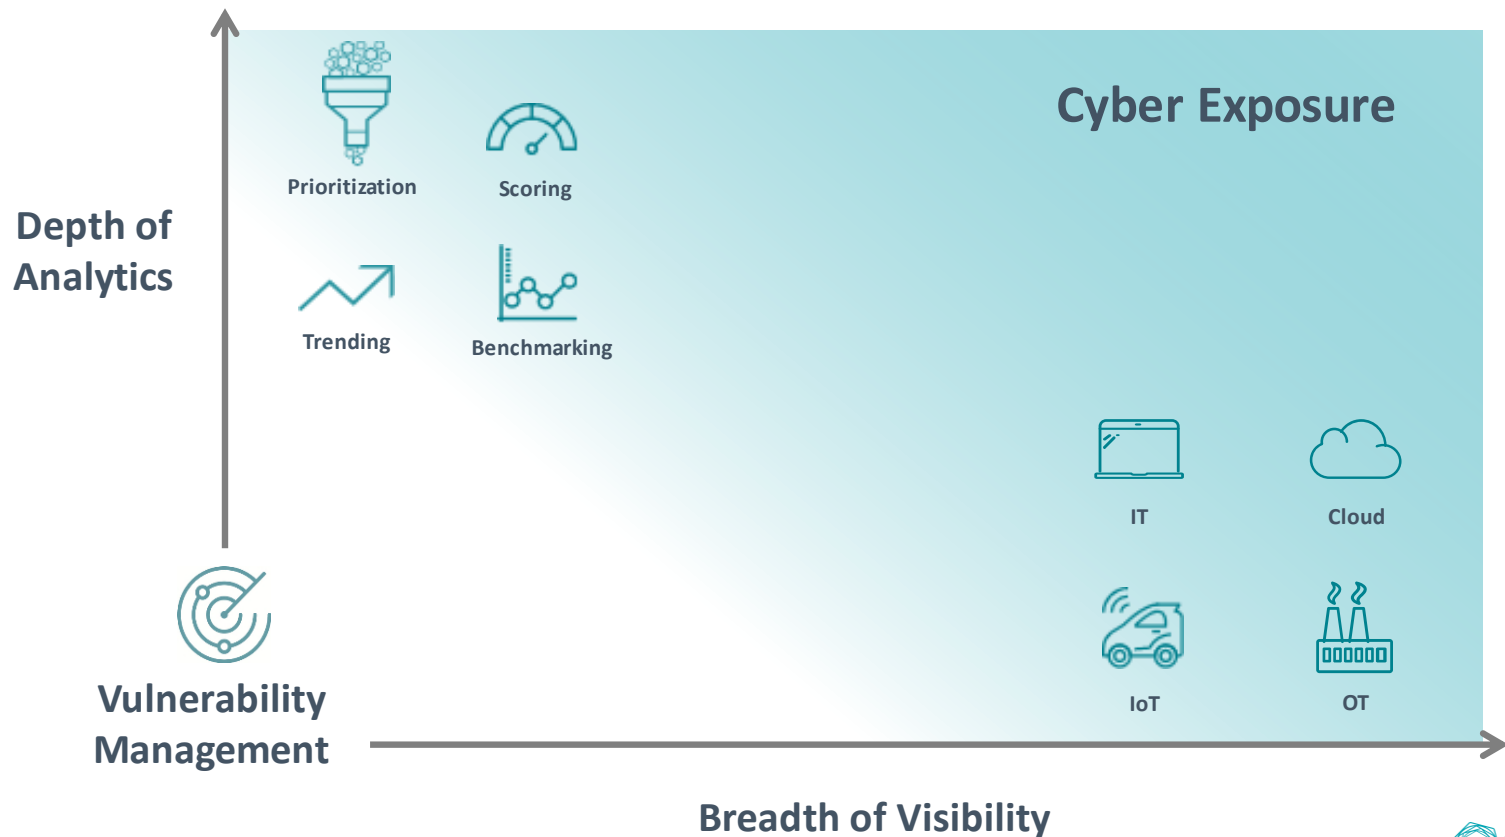 Cyber Exposure
Prioritization
Scoring
Depth of
Analytics
Trending
Benchmarking
IT
Cloud
Vulnerability
Management
IoT
OT
Breadth of Visibility